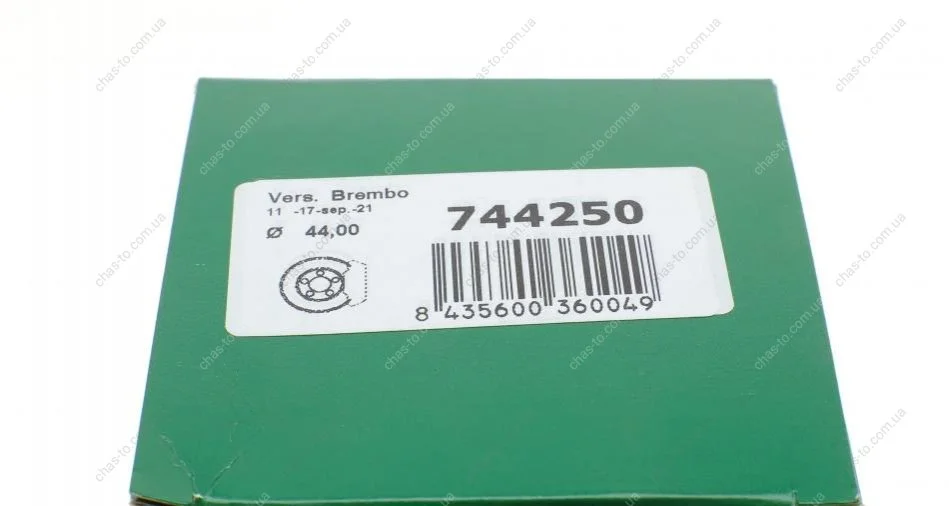 Vers. Brembo
11 -17-sep.-21
Ø 44,00
744250
8 435600 360049
chas-to.com.ua